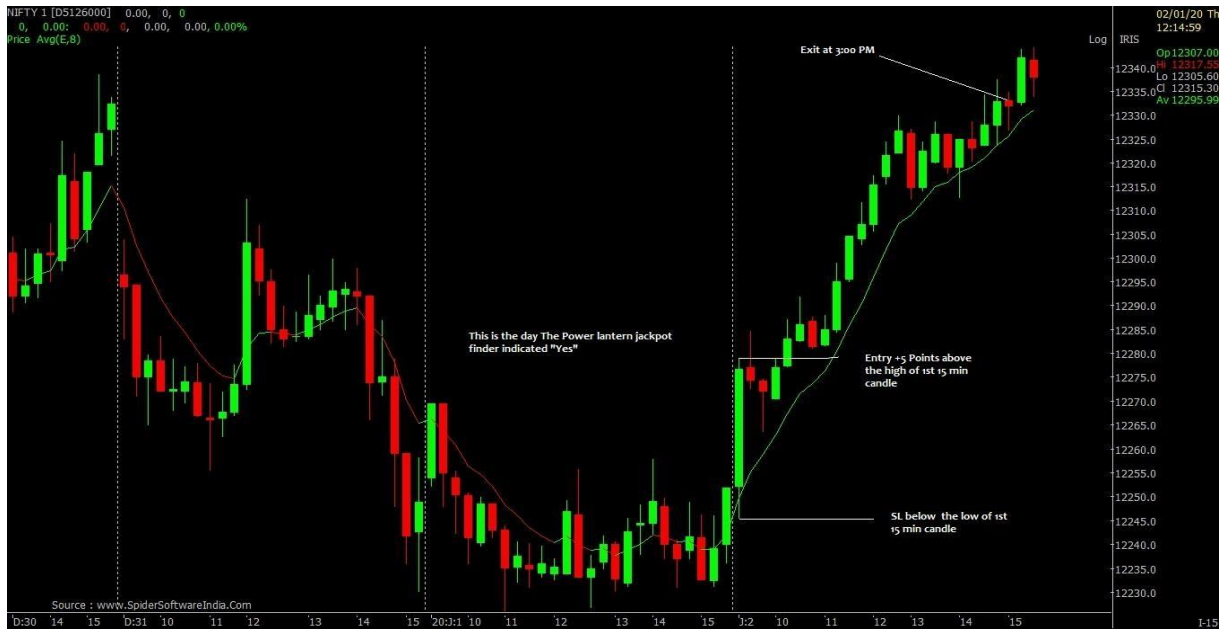 NIFTY 1 [D5126000] 0.00, 0, 0
0, 0.00: 0.00, 0, 0.00, 0.00, 0.00%
Price Avg(E,8)
02/01/20 Th
12:14:59
Log IRIS
Op 12307.00
Hi 12317.55
Lo 12305.60
Cl 12315.30
Av 12295.99
Exit at 3:00 PM
12340.0
12335.0
12330.0
12325.0
12320.0
12315.0
12310.0
12305.0
12300.0
12295.0
12290.0
12285.0
12280.0
12275.0
12270.0
12265.0
12260.0
12255.0
12250.0
12245.0
12240.0
12235.0
12230.0
This is the day The Power lantern jackpot
finder indicated "Yes"
Entry +5 Points above
the high of 1st 15 min
candle
SL below the low of 1st
15 min candle
Source : www.SpiderSoftwareIndia.Com
D:30 14 15 D:31 10 11 12 13 14 15 20:J:1 10 11 12 13 14 15 J:2 10 11 12 13 14 15 I-15